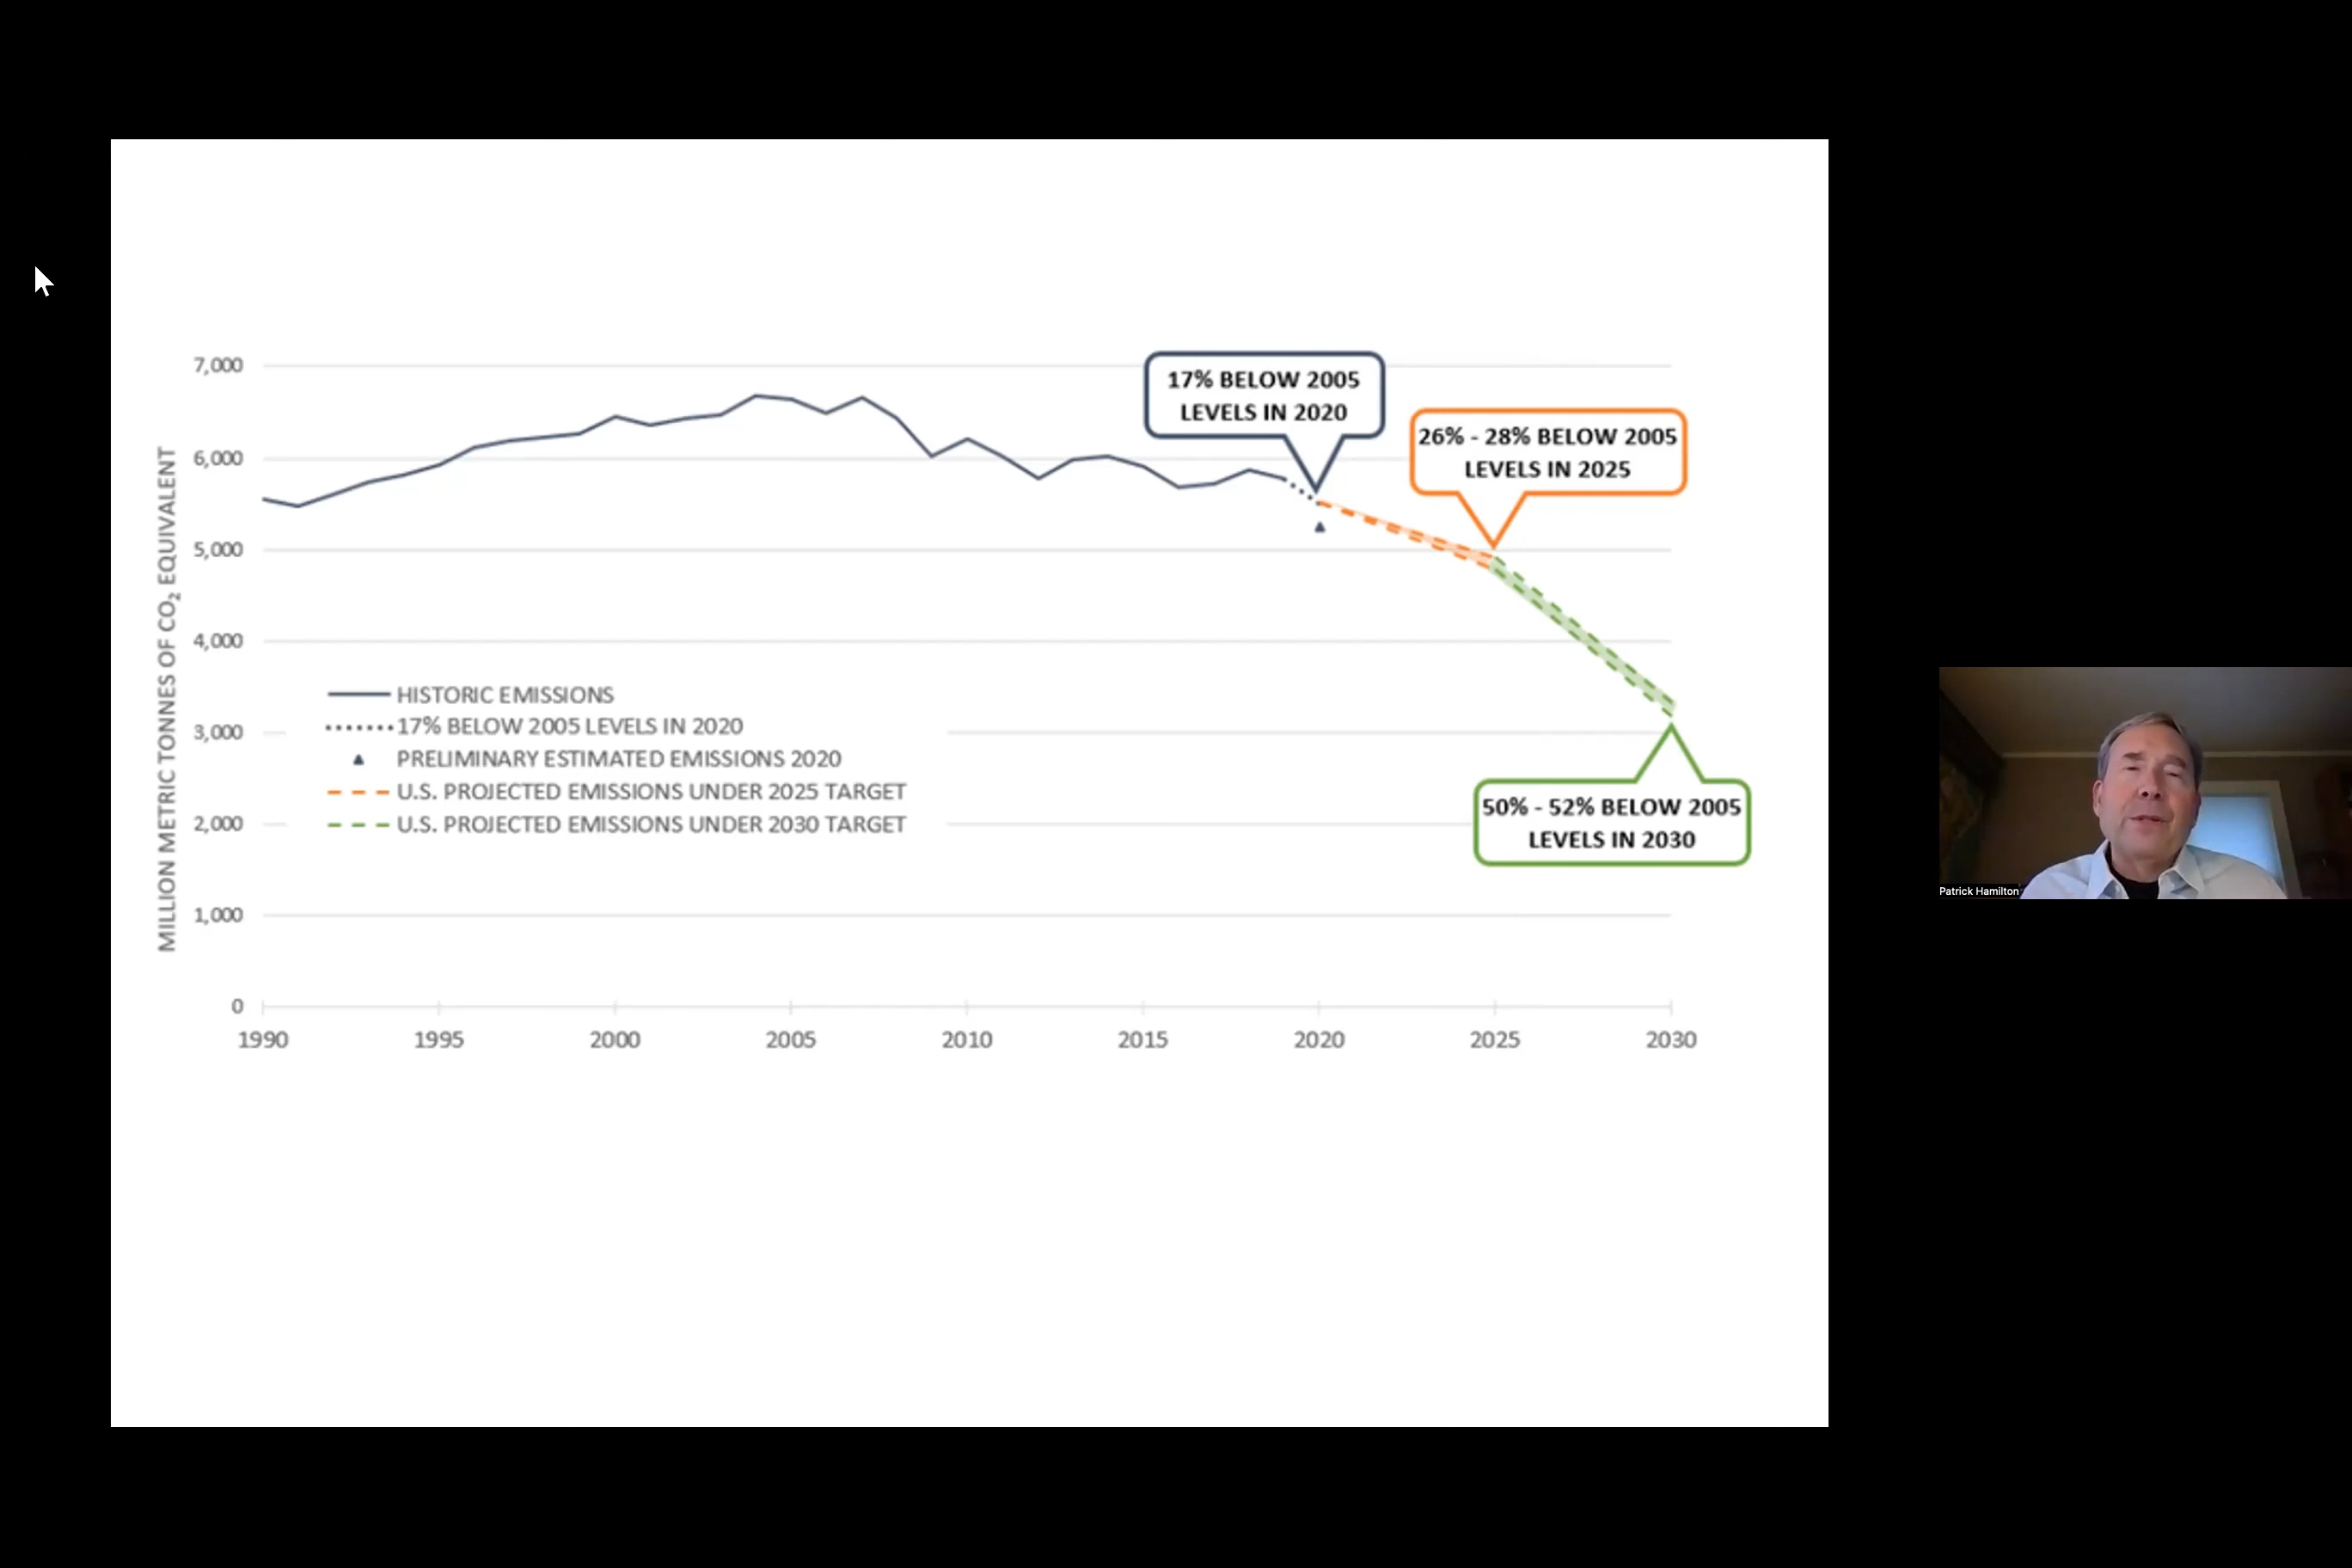 7,000
6,000
5,000
4,000
3,000
2,000
1,000
0
MILLION METRIC TONNES OF CO₂ EQUIVALENT
17% BELOW 2005
LEVELS IN 2020
26% - 28% BELOW 2005
LEVELS IN 2025
HISTORIC EMISSIONS
17% BELOW 2005 LEVELS IN 2020
PRELIMINARY ESTIMATED EMISSIONS 2020
U.S. PROJECTED EMISSIONS UNDER 2025 TARGET
U.S. PROJECTED EMISSIONS UNDER 2030 TARGET
50% - 52% BELOW 2005
LEVELS IN 2030
1990 1995 2000 2005 2010 2015 2020 2025 2030
Patrick Hamilton